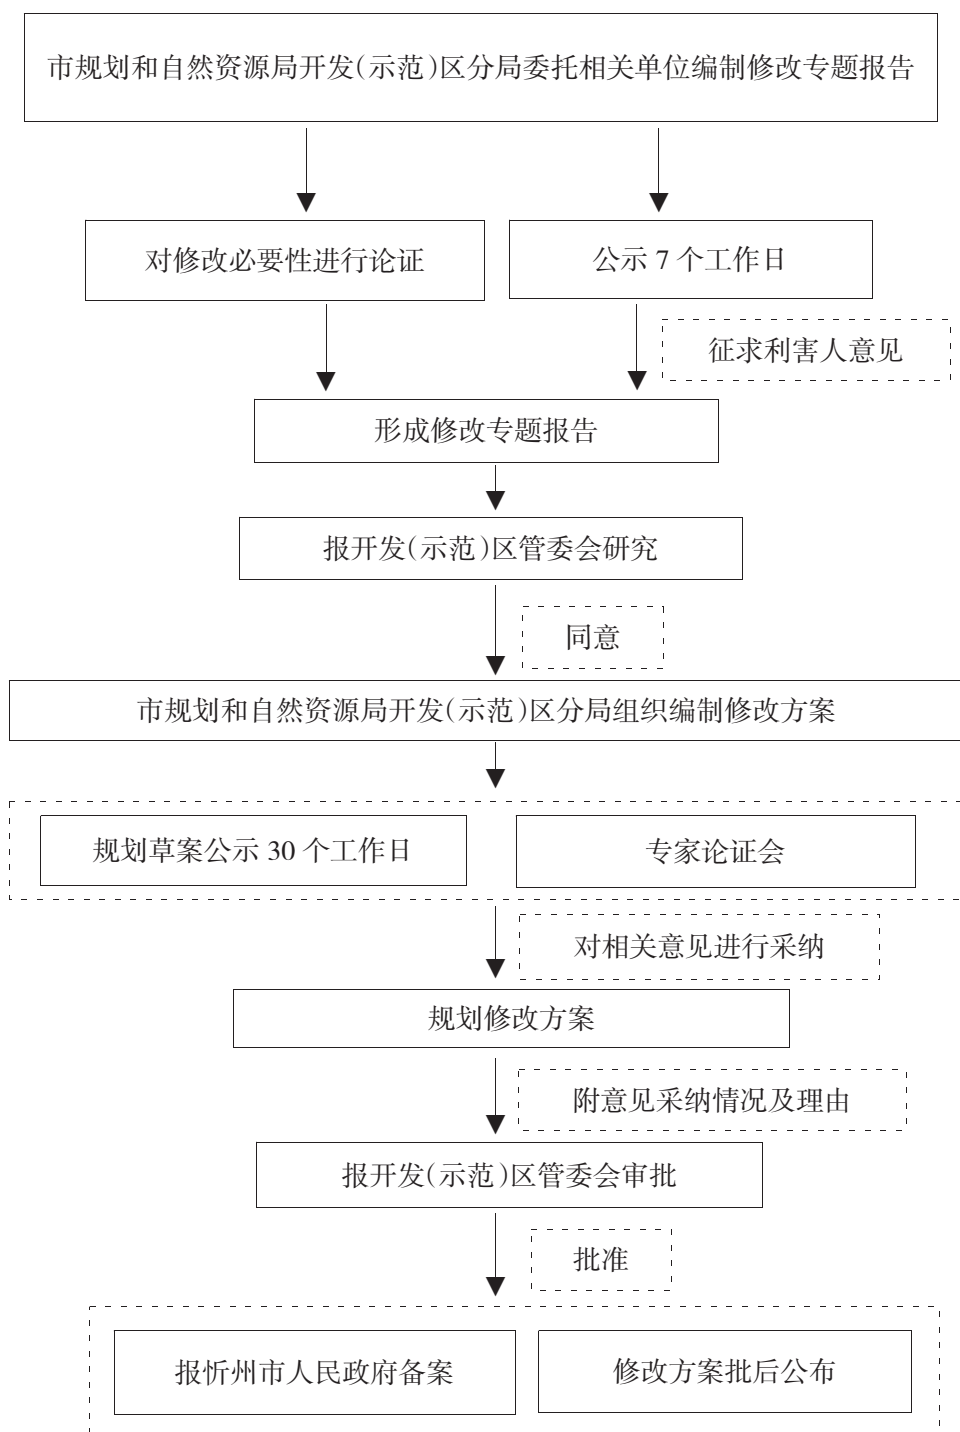 市规划和自然资源局开发(示范)区分局委托相关单位编制修改专题报告
对修改必要性进行论证
公示 7 个工作日
征求利害人意见
形成修改专题报告
报开发(示范)区管委会研究
同意
市规划和自然资源局开发(示范)区分局组织编制修改方案
规划草案公示 30 个工作日
专家论证会
对相关意见进行采纳
规划修改方案
附意见采纳情况及理由
报开发(示范)区管委会审批
批准
报忻州市人民政府备案
修改方案批后公布